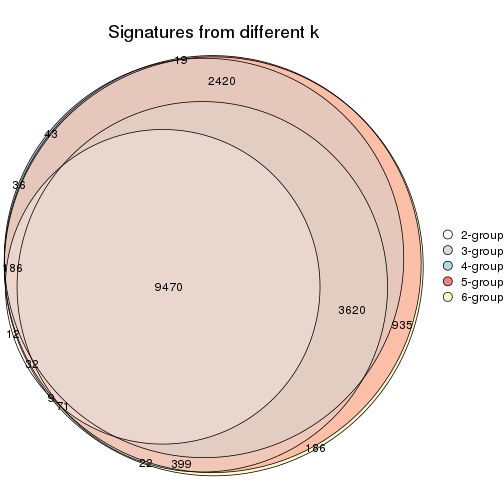 Signatures from different k
19
2420
43
36
186
9470
3620
935
12
32
9
71
186
22
399
2-group
3-group
4-group
5-group
6-group